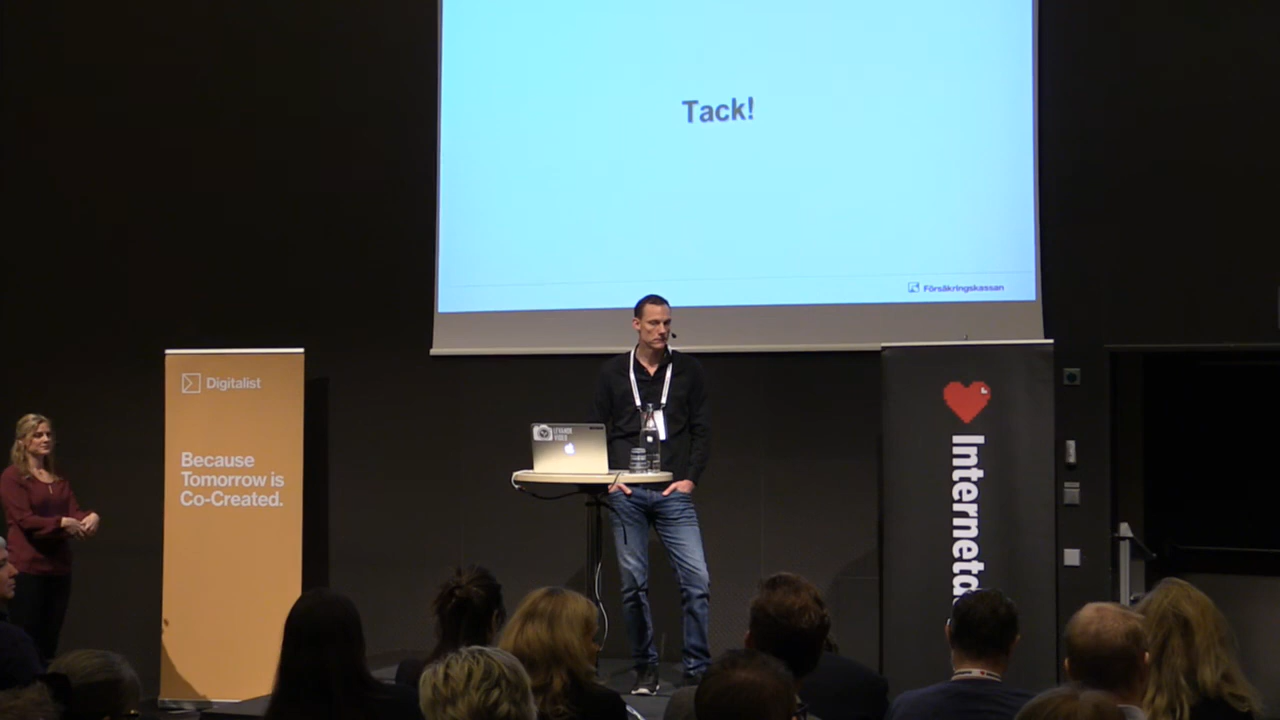 Tack!
Försäkringskassan
Digitalist
Because
Tomorrow is
Co-Created.
Internetd